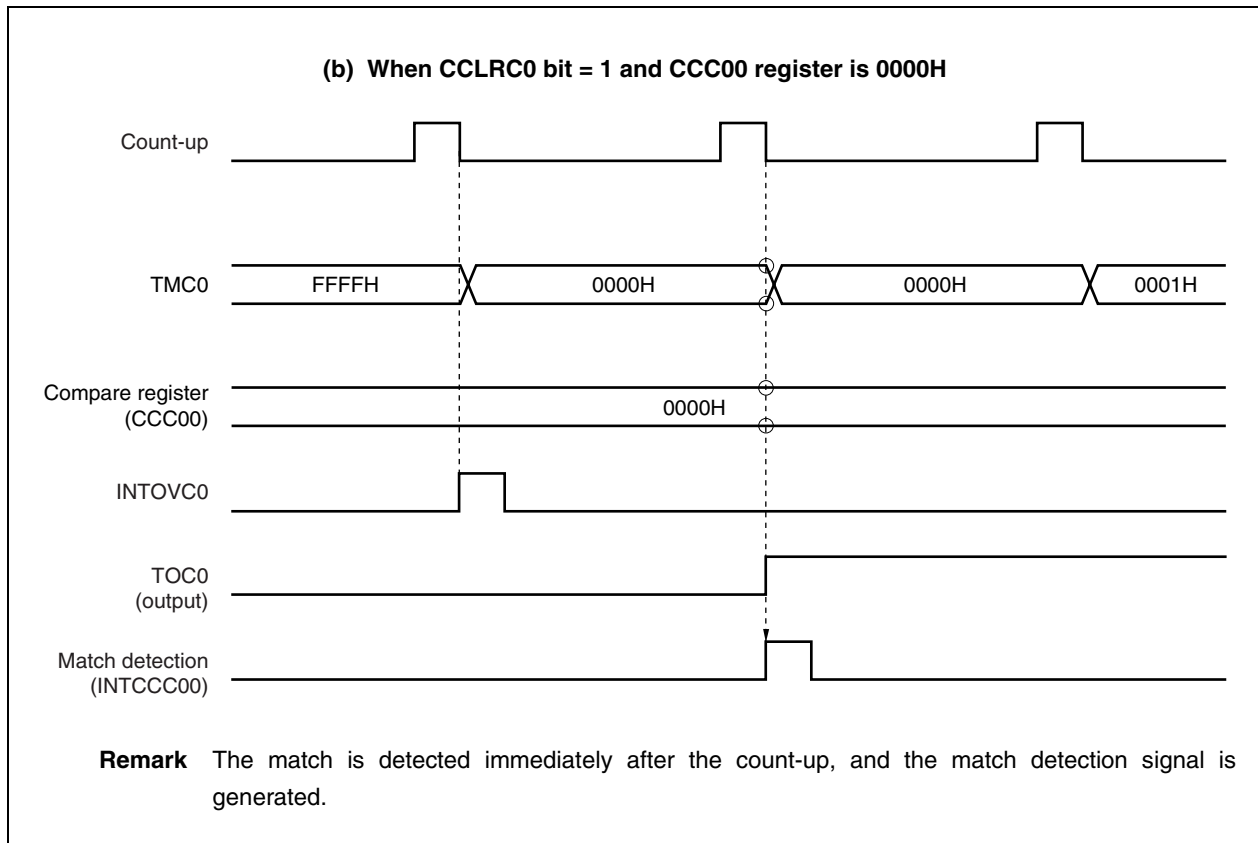 (b) When CCLRC0 bit = 1 and CCC00 register is 0000H
Count-up
TMC0
FFFFH 0000H 0000H 0001H
Compare register
(CCC00)
0000H
INTOVC0
TOC0
(output)
Match detection
(INTCCC00)
Remark The match is detected immediately after the count-up, and the match detection signal is
generated.